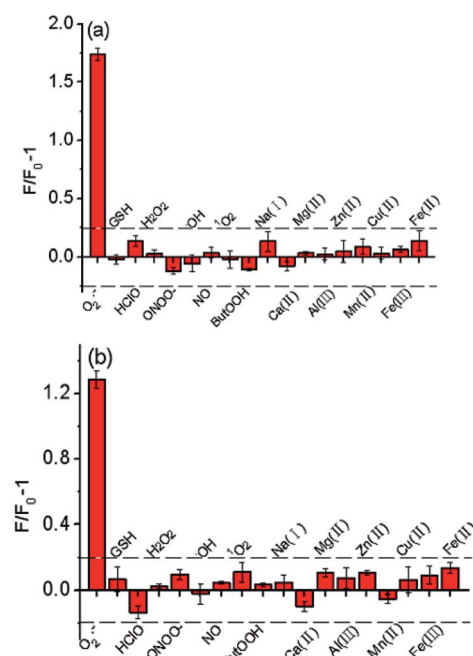 (a)
2.0
1.5
1.0
0.5
0.0
F/F₀-1
GSH H₂O₂ ·OH ¹O₂ Na(Ⅰ) Mg(II) Zn(II) Cu(II) Fe(II)
O₂·⁻ HClO ONOO- NO ButOOH Ca(II) Al(III) Mn(II) Fe(III)
(b)
1.2
0.8
0.4
0.0
F/F₀-1
GSH H₂O₂ ·OH ¹O₂ Na(Ⅰ) Mg(II) Zn(II) Cu(II) Fe(II)
O₂·⁻ HClO ONOO- NO ButOOH Ca(II) Al(III) Mn(II) Fe(III)